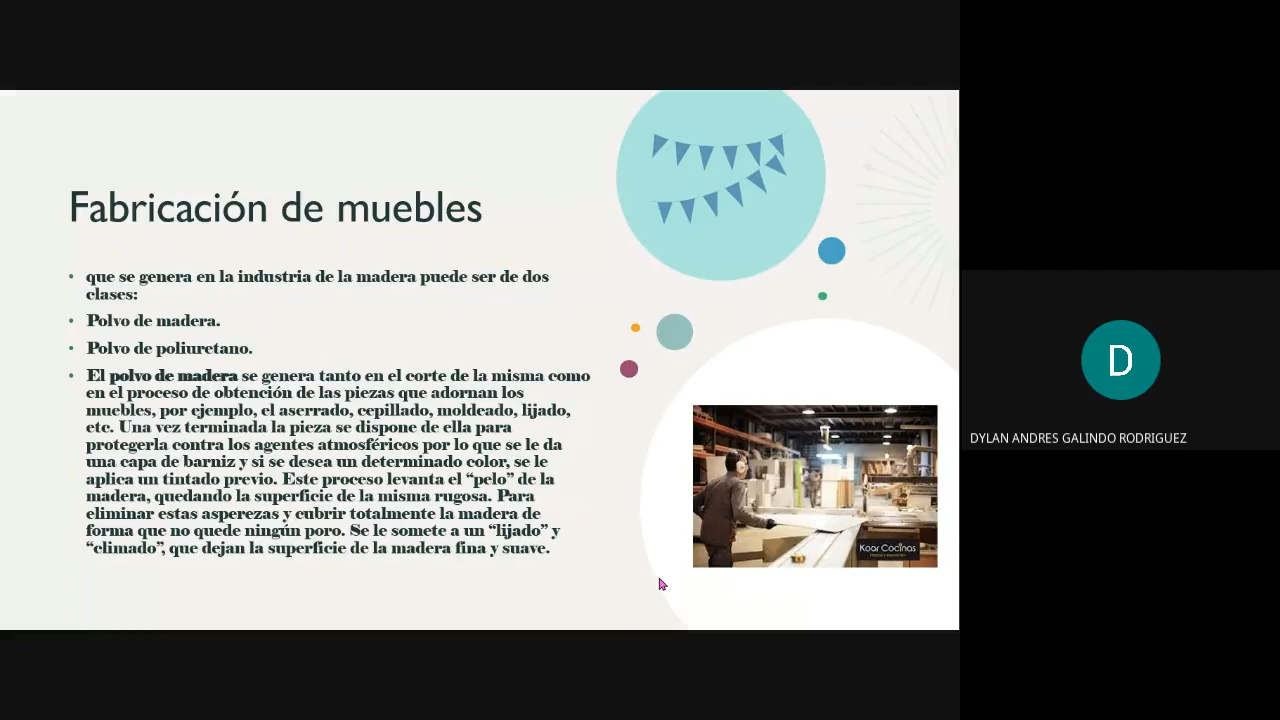 Fabricación de muebles
• que se genera en la industria de la madera puede ser de dos
clases:
• Polvo de madera.
• Polvo de poliuretano.
• El polvo de madera se genera tanto en el corte de la misma como
en el proceso de obtención de las piezas que adornan los
muebles, por ejemplo, el aserrado, cepillado, moldeado, lijado,
etc. Una vez terminada la pieza se dispone de ella para
protegerla contra los agentes atmosféricos por lo que se le da
una capa de barniz y si se desea un determinado color, se le
aplica un tintado previo. Este proceso levanta el “pelo” de la
madera, quedando la superficie de la misma rugosa. Para
eliminar estas asperezas y cubrir totalmente la madera de
forma que no quede ningún poro. Se le somete a un “lijado” y
“climado”, que dejan la superficie de la madera fina y suave.
Koar Cocinas
D
DYLAN ANDRES GALINDO RODRIGUEZ